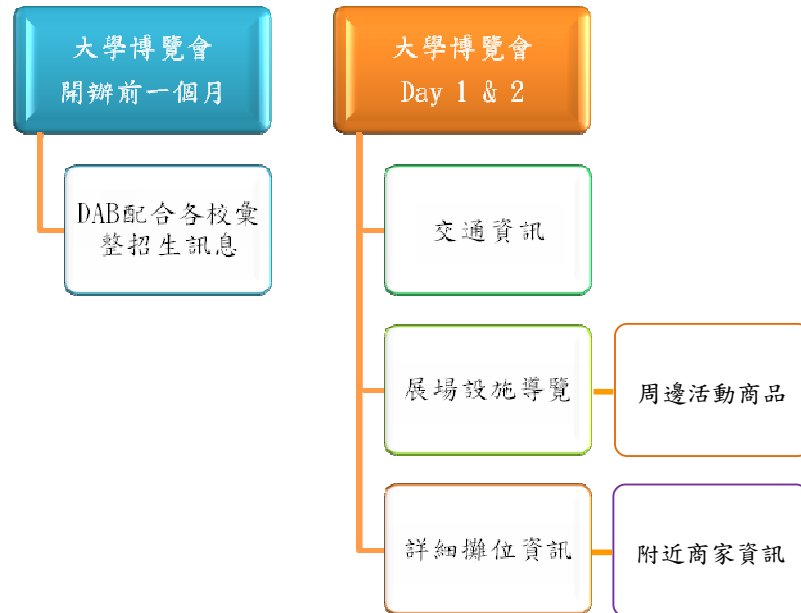 大學博覽會
開辦前一個月
DAB配合各校彙
整招生訊息
大學博覽會
Day 1 & 2
交通資訊
展場設施導覽
周邊活動商品
詳細攤位資訊
附近商家資訊